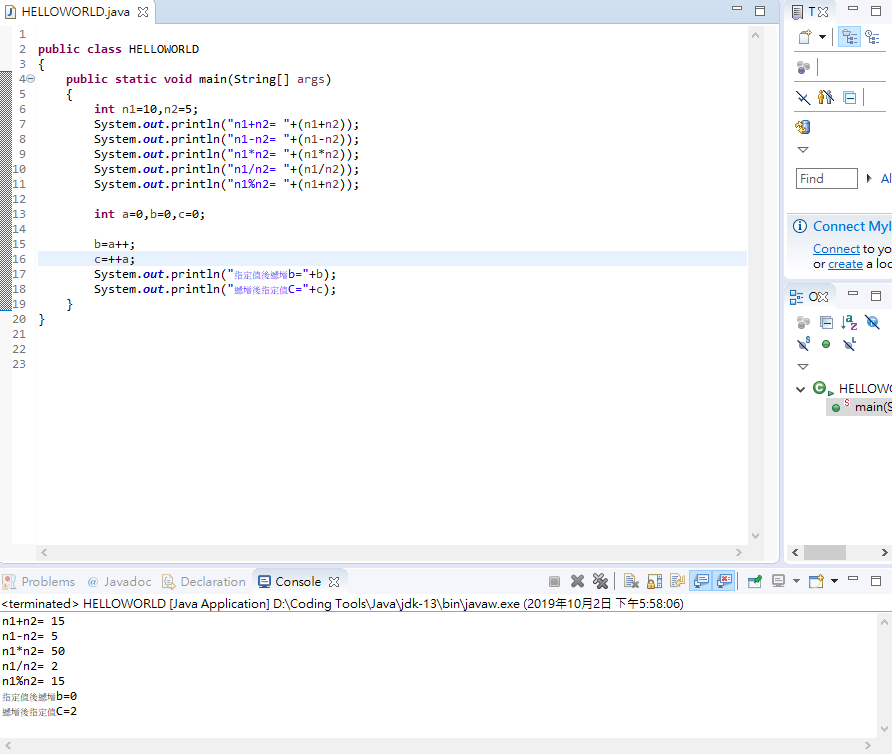 HELLOWORLD.java
1
2 public class HELLOWORLD
3 {
4 public static void main(String[] args)
5 {
6 int n1=10,n2=5;
7 System.out.println("n1+n2= "+(n1+n2));
8 System.out.println("n1-n2= "+(n1-n2));
9 System.out.println("n1*n2= "+(n1*n2));
10 System.out.println("n1/n2= "+(n1/n2));
11 System.out.println("n1%n2= "+(n1+n2));
12
13 int a=0,b=0,c=0;
14
15 b=a++;
16 c=++a;
17 System.out.println("指定值後遞增b="+b);
18 System.out.println("遞增後指定值C="+c);
19 }
20 }
21
22
23
T
Find
Al
Connect Myl
Connect to yo
or create a loc
O
HELLOWO
main(S
Problems @ Javadoc Declaration Console
<terminated> HELLOWORLD [Java Application] D:\Coding Tools\Java\jdk-13\bin\javaw.exe (2019年10月2日 下午5:58:06)
n1+n2= 15
n1-n2= 5
n1*n2= 50
n1/n2= 2
n1%n2= 15
指定值後遞增b=0
遞增後指定值C=2